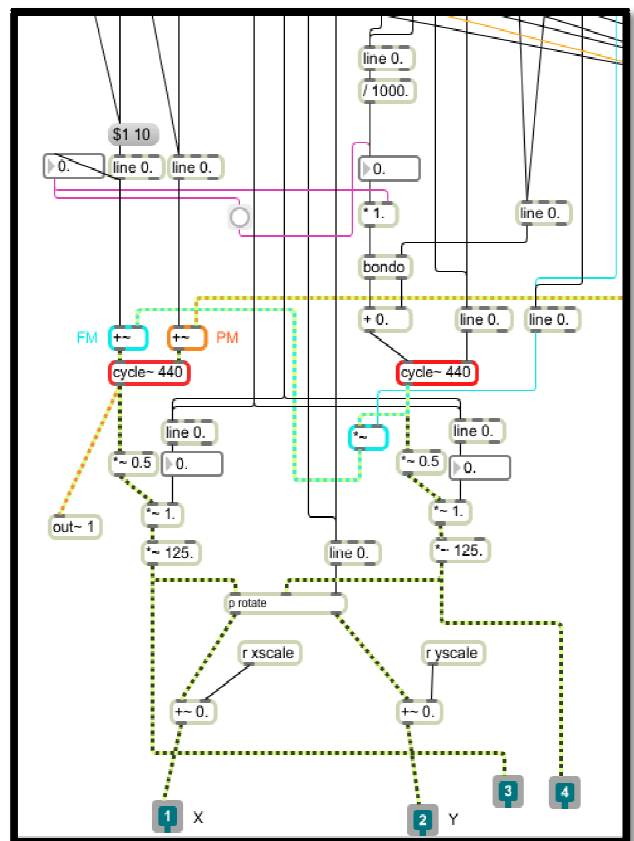 line 0.
/ 1000.
$1 10
0.
line 0.
line 0.
0.
* 1.
line 0.
bondo
+ 0.
line 0.
line 0.
FM
+~
+~
PM
cycle~ 440
cycle~ 440
line 0.
*~
line 0.
*~ 0.5
0.
*~ 0.5
0.
*~ 1.
*~ 1.
out~ 1
*~ 125.
line 0.
*~ 125.
p rotate
r xscale
r yscale
+~ 0.
+~ 0.
3
4
1
X
2
Y